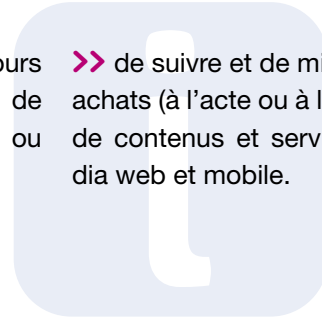 ours
de
ou
>> de suivre et de mi
achats (à l'acte ou à l
de contenus et serv
dia web et mobile.